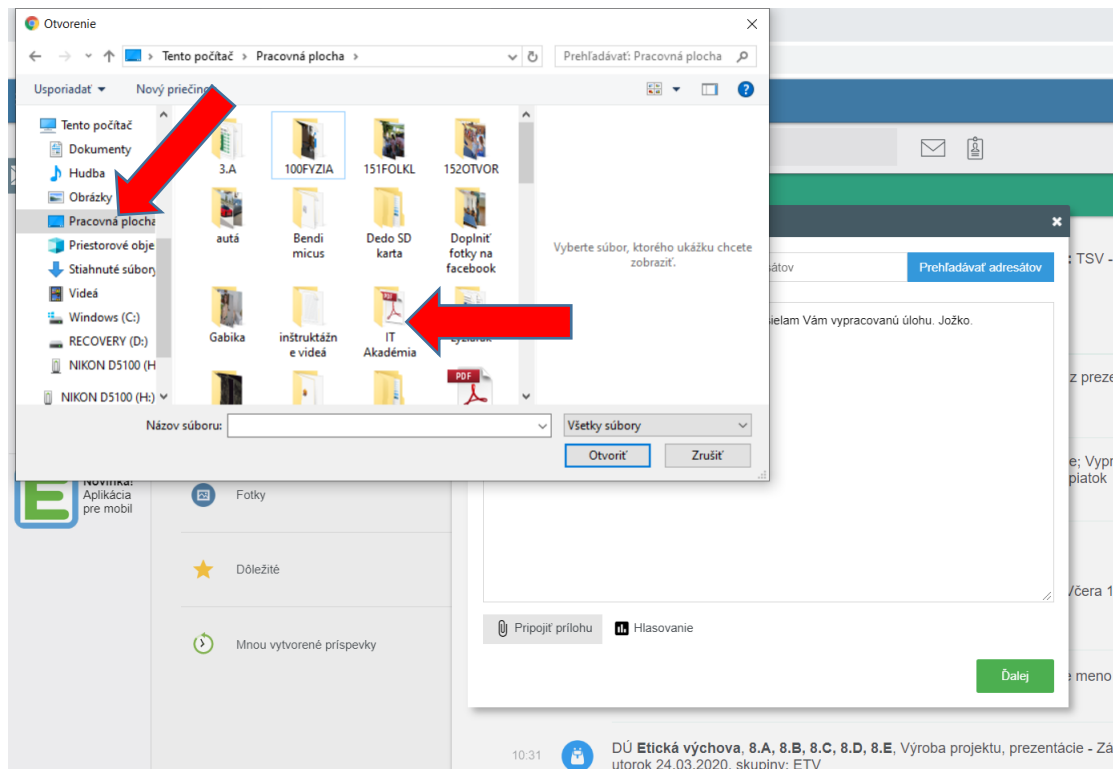 Otvorenie
Tento počítač > Pracovná plocha >
Prehľadávať: Pracovná plocha
Usporiadať
Nový priečinok
Tento počítač
Dokumenty
Hudba
Obrázky
Pracovná plocha
Priestorové obje
Stiahnuté súbory
Videá
Windows (C:)
RECOVERY (D:)
NIKON D5100 (H
NIKON D5100 (H:)
3.A
100FYZIA
151FOLKL
152OTVOR
autá
Bendi
micus
Dedo SD
karta
Doplniť
fotky na
facebook
Gabika
inštruktážn
e videá
PDF
IT
Akadémia
PDF
Vyberte súbor, ktorého ukážku chcete
zobraziť.
Názov súboru:
Všetky súbory
Otvoriť
Zrušiť
átov
Prehľadávať adresátov
sielam Vám vypracovanú úlohu. Jožko.
: TSV -
z preze
e; Vypr
piatok
Včera 1
e meno
Novinka!
Aplikácia
pre mobil
Fotky
Dôležité
Mnou vytvorené príspevky
Pripojiť prílohu
Hlasovanie
Ďalej
10:31
DÚ Etická výchova, 8.A, 8.B, 8.C, 8.D, 8.E, Výroba projektu, prezentácie - Zá
utorok 24.03.2020, skupiny: ETV